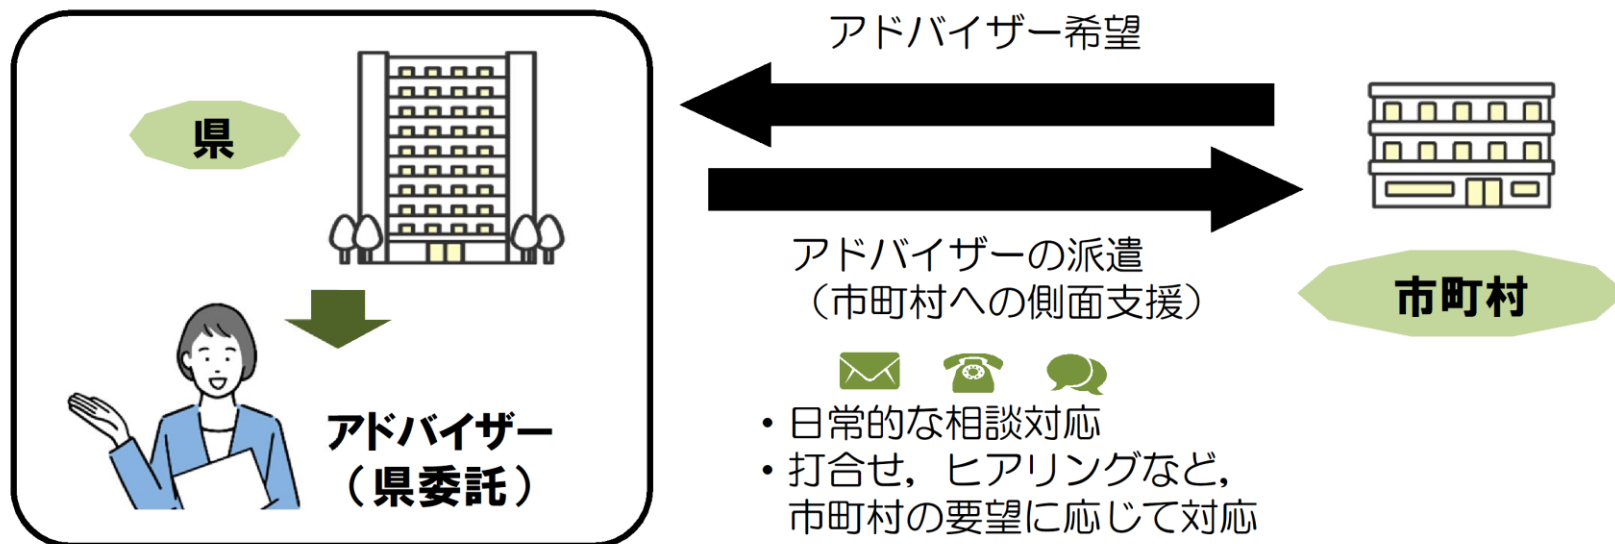 県
アドバイザー
（県委託）
アドバイザー希望
アドバイザーの派遣
（市町村への側面支援）
・日常的な相談対応
・打合せ，ヒアリングなど，
市町村の要望に応じて対応
市町村